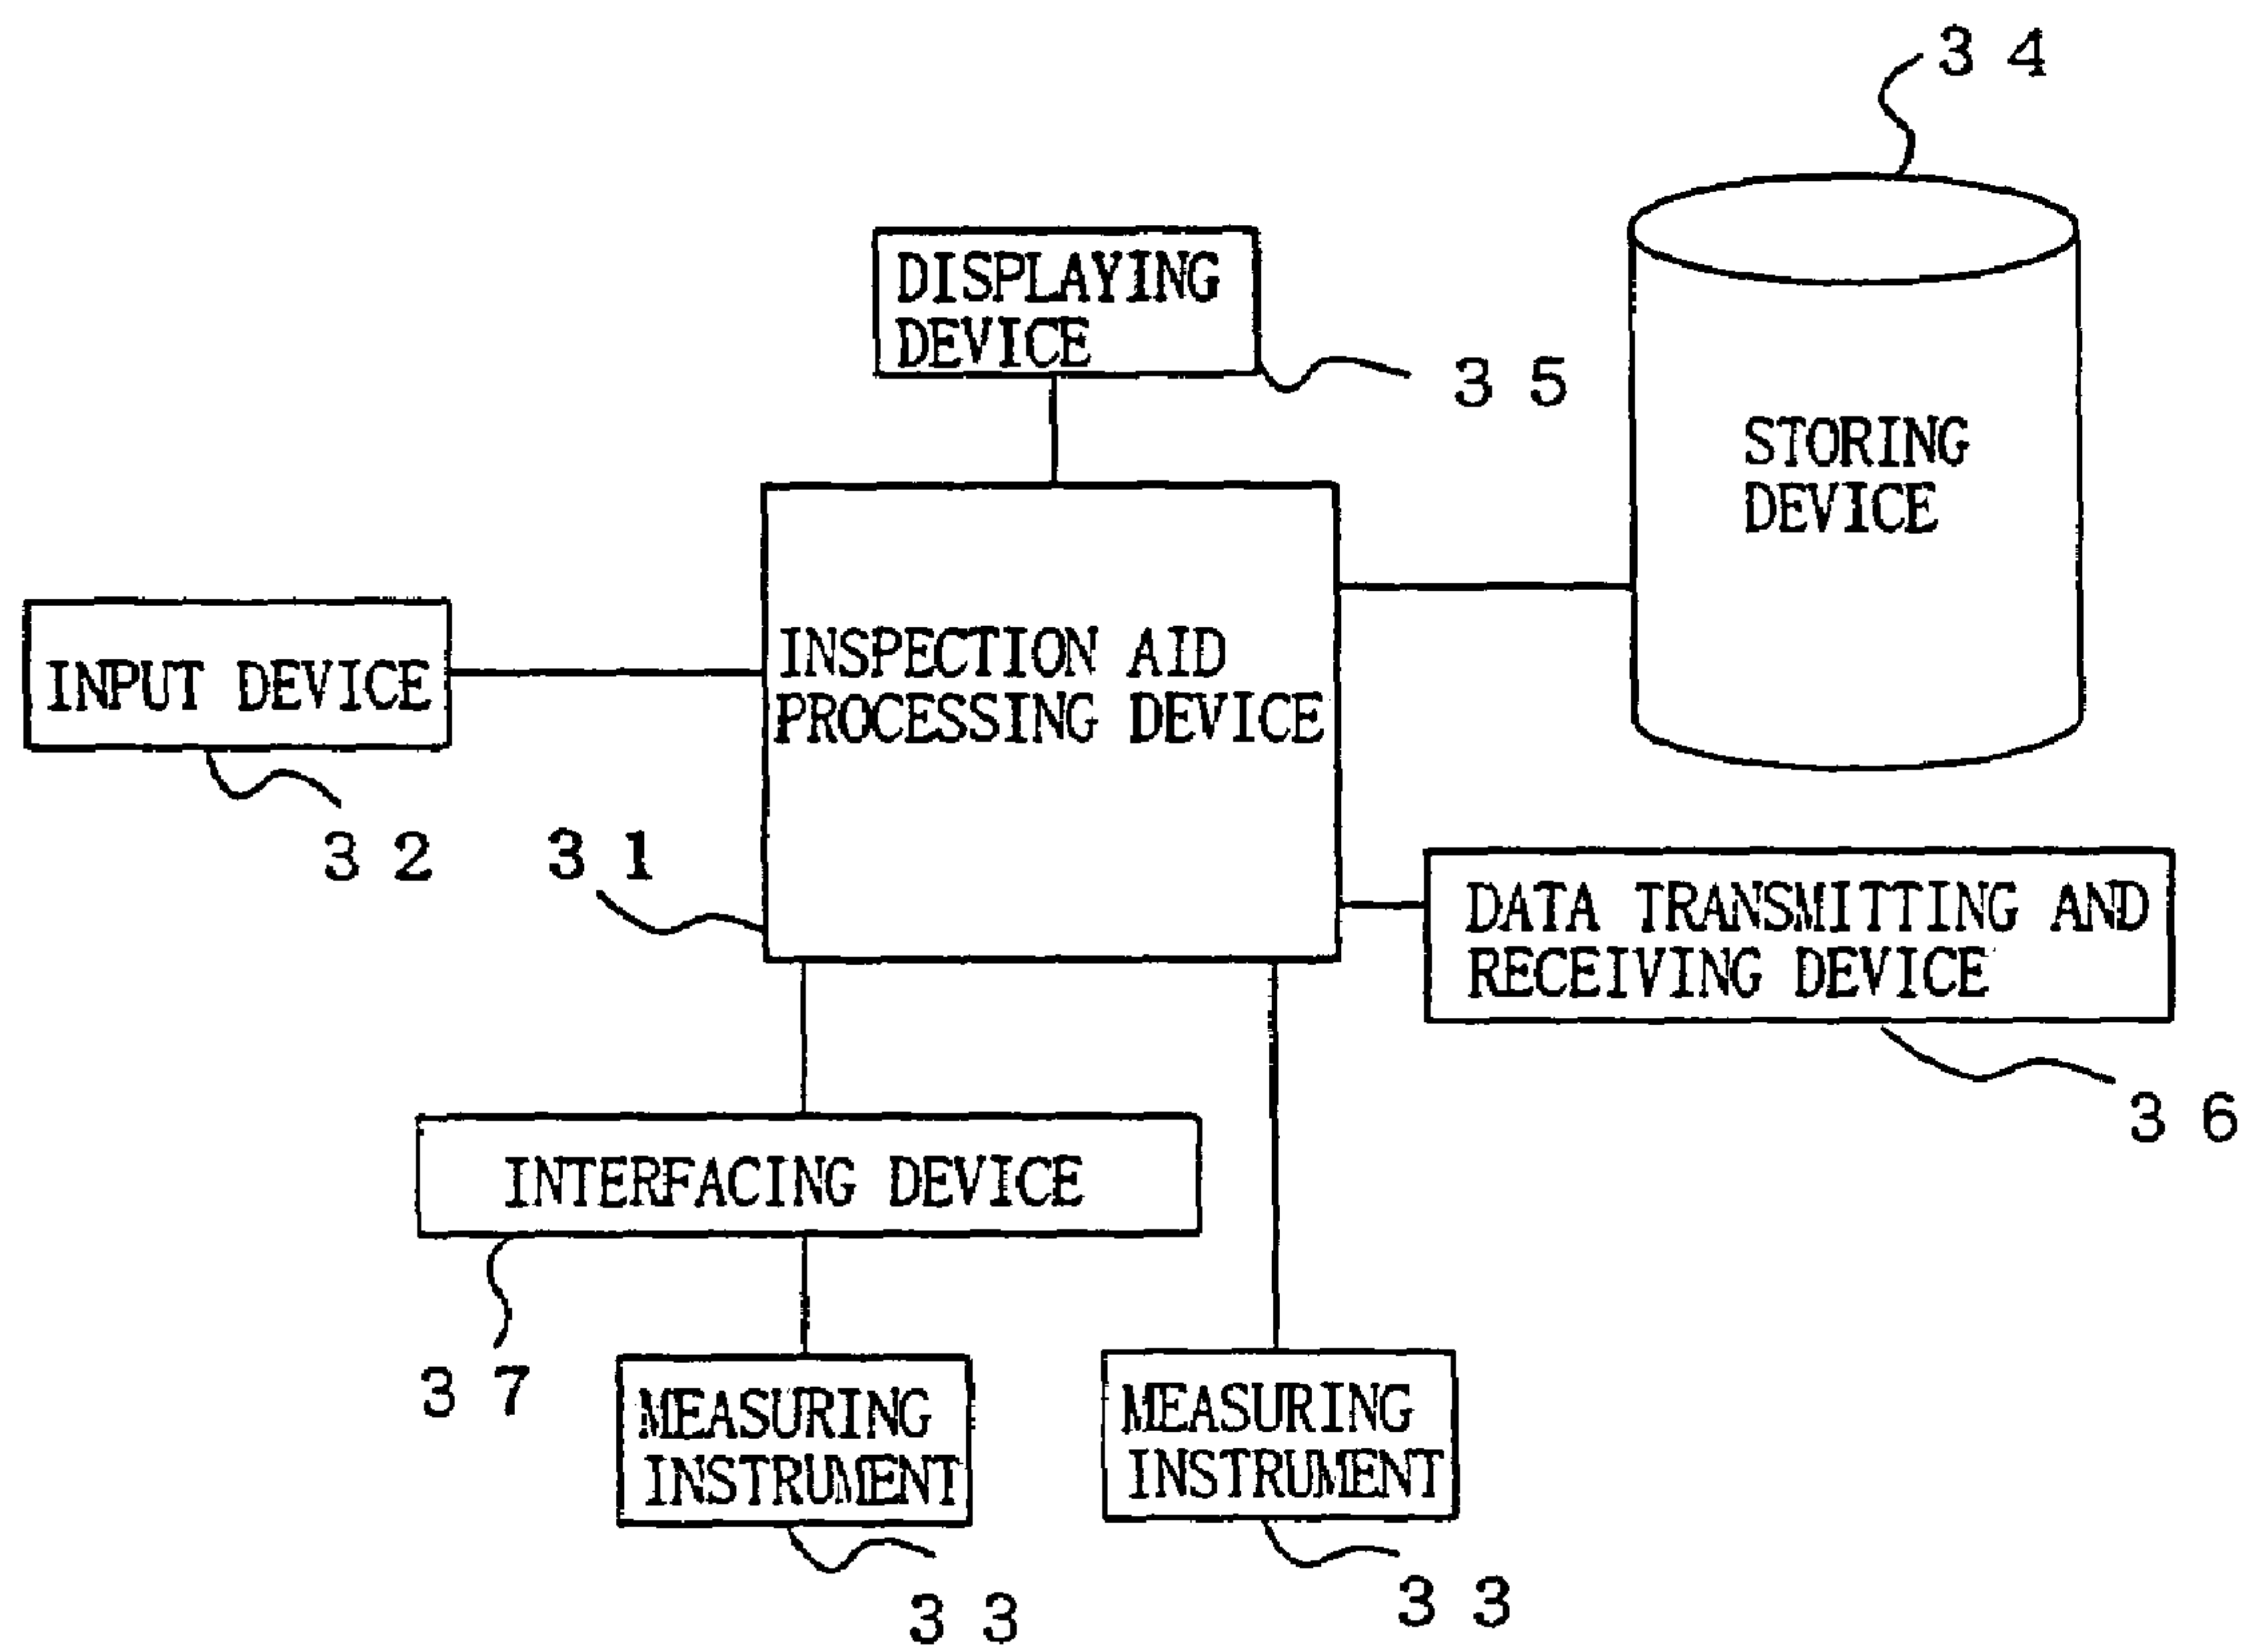 3 4
DISPLAYING
DEVICE
3 5
STORING
DEVICE
INPUT DEVICE
3 2
INSPECTION AID
PROCESSING DEVICE
3 1
DATA TRANSMITTING AND
RECEIVING DEVICE
3 6
INTERFACING DEVICE
3 7
MEASURING
INSTRUMENT
3 3
MEASURING
INSTRUMENT
3 3